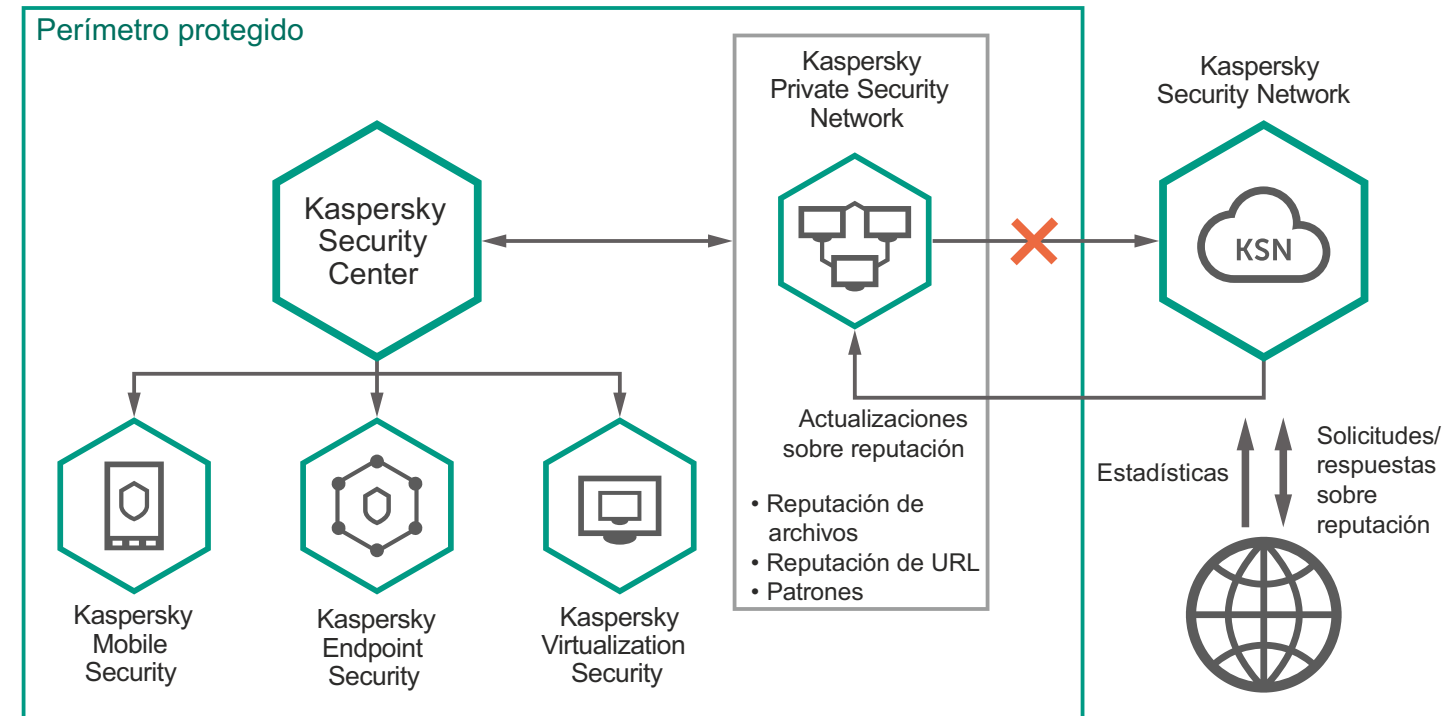 Perímetro protegido
Kaspersky
Private Security
Network
Kaspersky
Security Network
Kaspersky
Security
Center
KSN
Actualizaciones
sobre reputación
• Reputación de
archivos
• Reputación de URL
• Patrones
Estadísticas
Solicitudes/
respuestas
sobre
reputación
Kaspersky
Mobile
Security
Kaspersky
Endpoint
Security
Kaspersky
Virtualization
Security